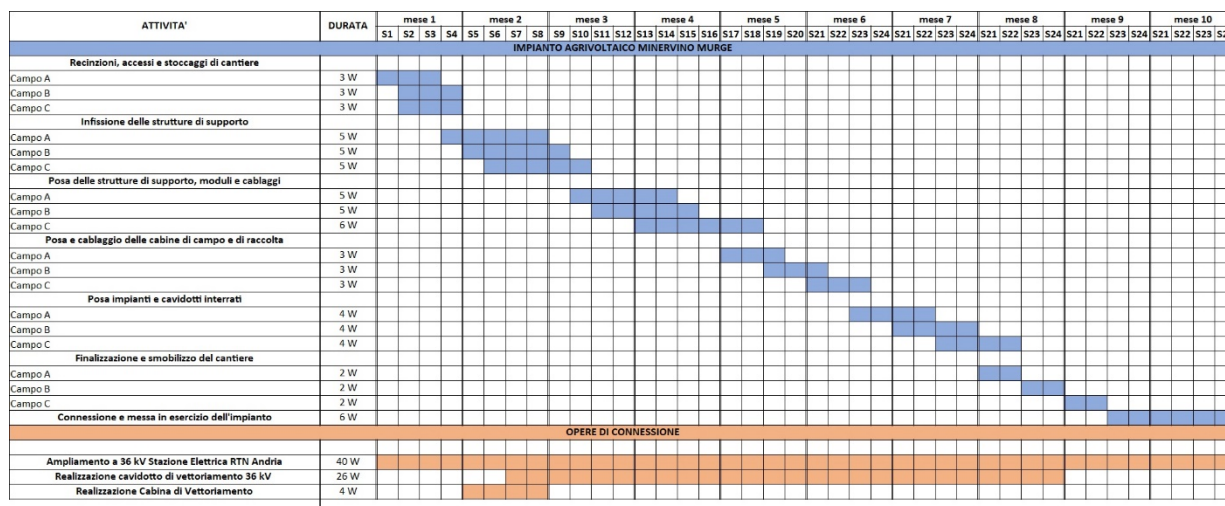 ATTIVITA' DURATA mese 1 mese 2 mese 3 mese 4 mese 5 mese 6 mese 7 mese 8 mese 9 mese 10
S1 S2 S3 S4 S5 S6 S7 S8 S9 S10 S11 S12 S13 S14 S15 S16 S17 S18 S19 S20 S21 S22 S23 S24 S21 S22 S23 S24 S21 S22 S23 S24 S21 S22 S23 S24 S21 S22 S23
IMPIANTO AGRIVOLTAICO MINERVINO MURGE
Recinzioni, accessi e stoccaggi di cantiere
Campo A 3 W
Campo B 3 W
Campo C 3 W
Infissione delle strutture di supporto
Campo A 5 W
Campo B 5 W
Campo C 5 W
Posa delle strutture di supporto, moduli e cablaggi
Campo A 5 W
Campo B 5 W
Campo C 6 W
Posa e cablaggio delle cabine di campo e di raccolta
Campo A 3 W
Campo B 3 W
Campo C 3 W
Posa impianti e cavidotti interrati
Campo A 4 W
Campo B 4 W
Campo C 4 W
Finalizzazione e smobilizzo del cantiere
Campo A 2 W
Campo B 2 W
Campo C 2 W
Connessione e messa in esercizio dell'impianto 6 W
OPERE DI CONNESSIONE
Ampliamento a 36 kV Stazione Elettrica RTN Andria 40 W
Realizzazione cavidotto di vettoriamento 36 kV 26 W
Realizzazione Cabina di Vettoriamento 4 W